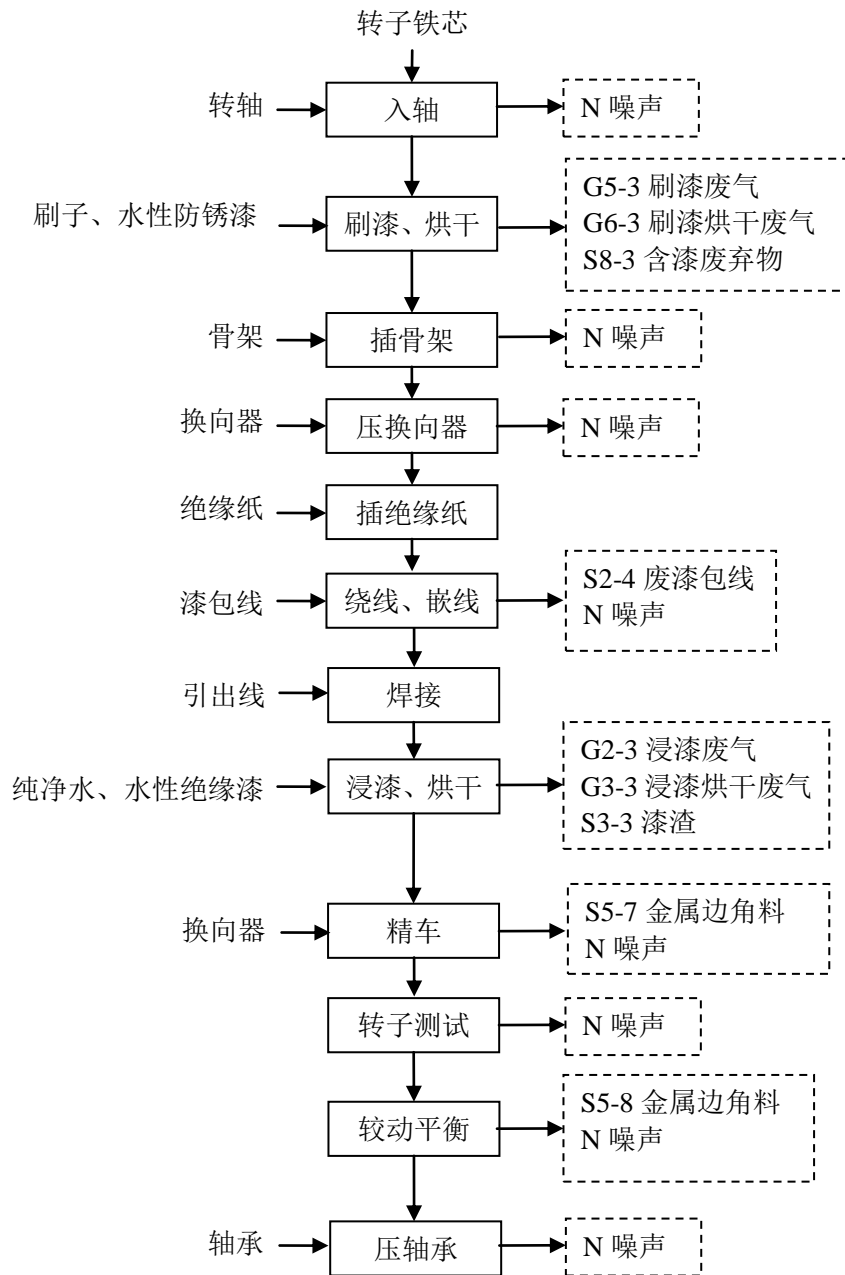 转子铁芯
转轴
入轴
N 噪声
刷子、水性防锈漆
刷漆、烘干
G5-3 刷漆废气
G6-3 刷漆烘干废气
S8-3 含漆废弃物
骨架
插骨架
N 噪声
换向器
压换向器
N 噪声
绝缘纸
插绝缘纸
漆包线
绕线、嵌线
S2-4 废漆包线
N 噪声
引出线
焊接
纯净水、水性绝缘漆
浸漆、烘干
G2-3 浸漆废气
G3-3 浸漆烘干废气
S3-3 漆渣
换向器
精车
S5-7 金属边角料
N 噪声
转子测试
N 噪声
较动平衡
S5-8 金属边角料
N 噪声
轴承
压轴承
N 噪声